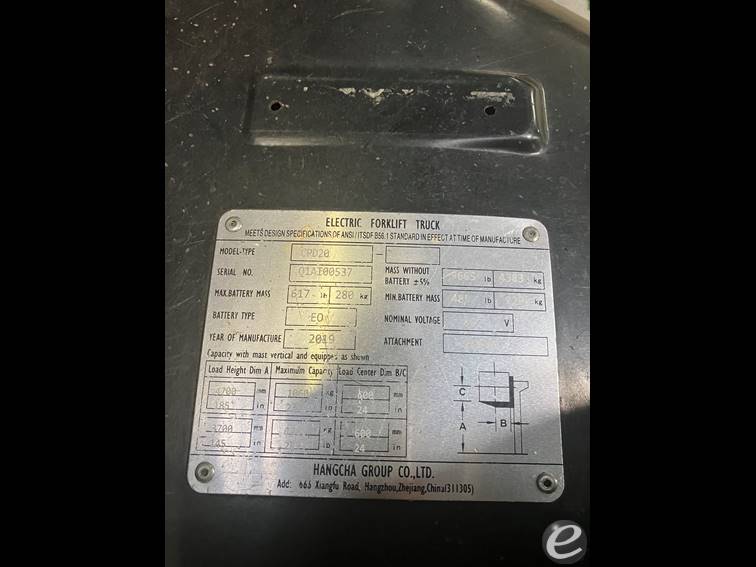 ELECTRIC FORKLIFT TRUCK
MEETS DESIGN SPECIFICATIONS OF ANSI / ITSDF B56.1 STANDARD IN EFFECT AT TIME OF MANUFACTURE
MODEL-TYPE CPD20 -
SERIAL NO. MASS WITHOUT BATTERY ±5% lb kg
MAX.BATTERY MASS 617 lb 280 kg MIN.BATTERY MASS lb kg
BATTERY TYPE EO NOMINAL VOLTAGE V
YEAR OF MANUFACTURE 2019 ATTACHMENT
Capacity with mast vertical and equipped as shown
Load Height Dim A Maximum Capacity Load Center Dim B/C
mm kg mm
185 in 24 in
3700 mm kg 600 mm
145 in lb 24 in
C
A
B
HANGCHA GROUP CO.,LTD.
Add: 666 Xiangfu Road, Hangzhou,Zhejiang,China(311305)
e